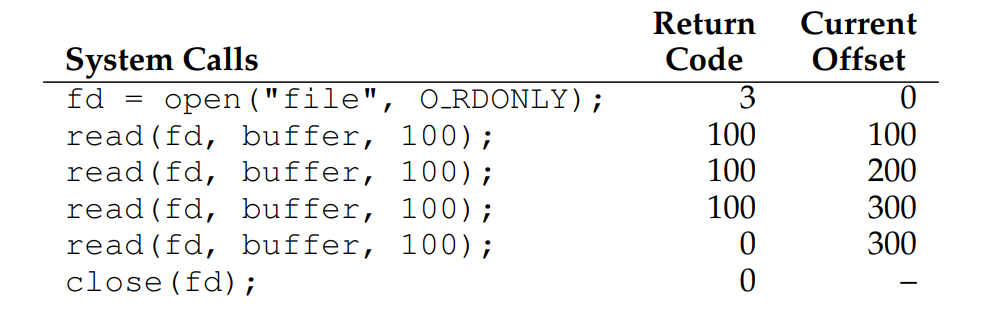 Return Current
System Calls Code Offset
fd = open("file", O_RDONLY); 3 0
read(fd, buffer, 100); 100 100
read(fd, buffer, 100); 100 200
read(fd, buffer, 100); 100 300
read(fd, buffer, 100); 0 300
close(fd); 0 –